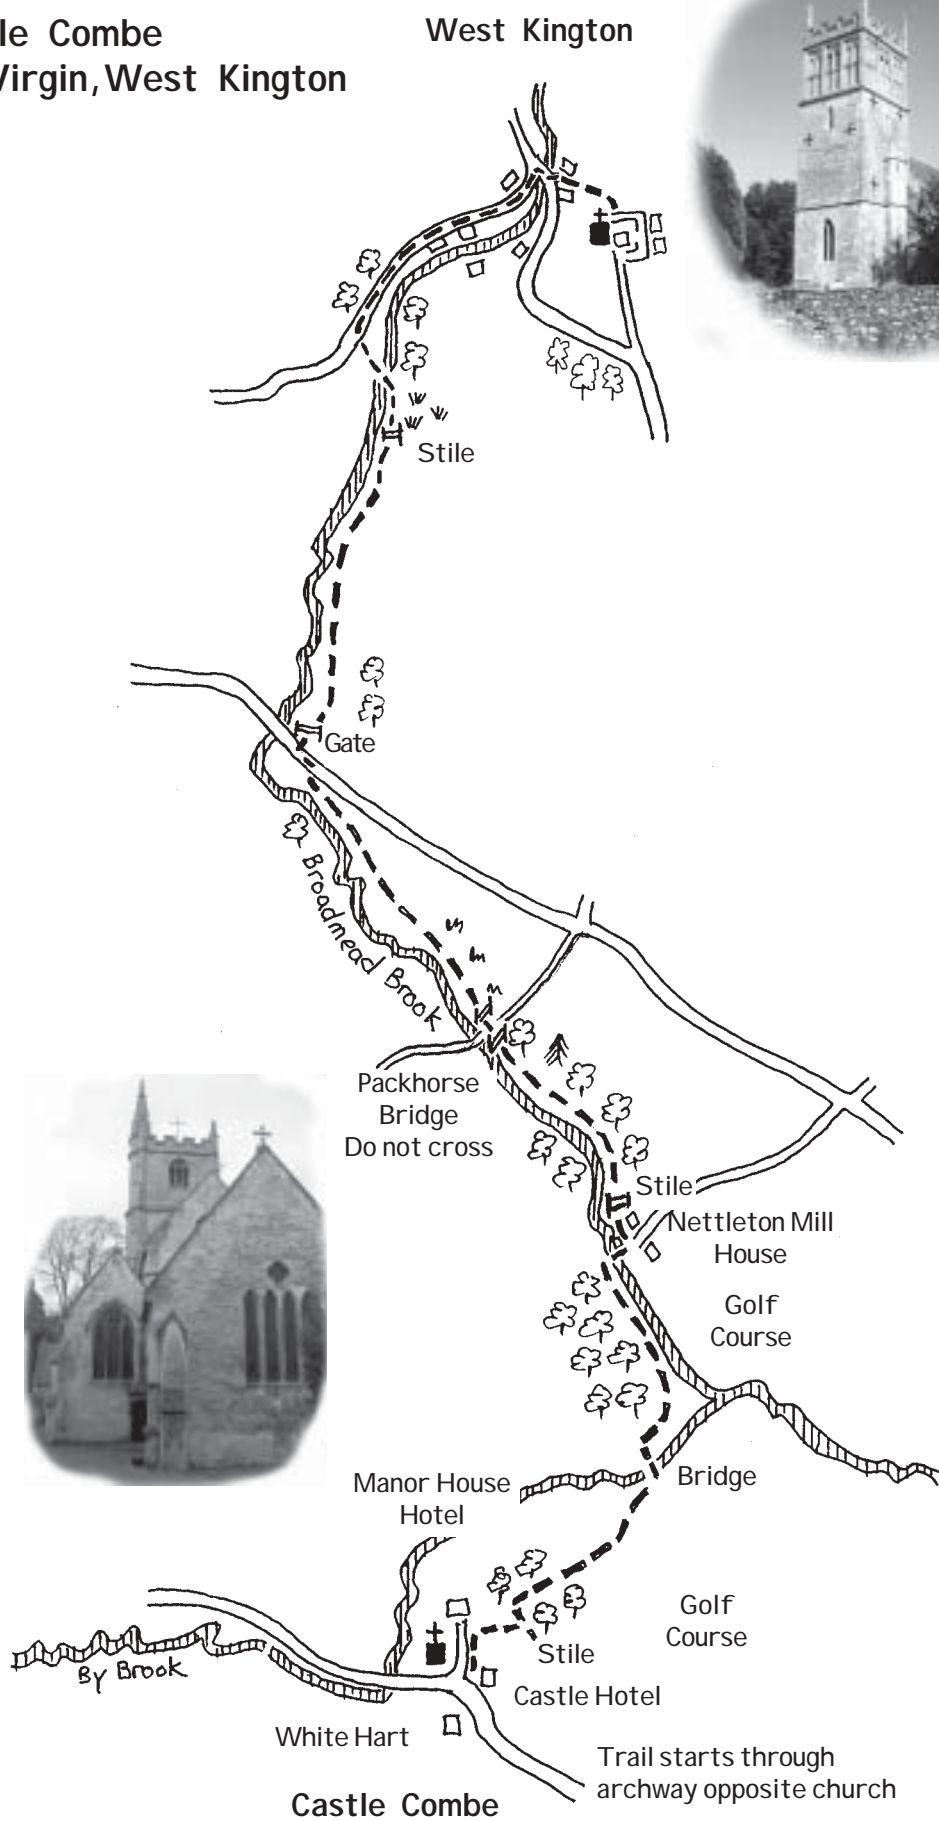 le Combe
Virgin, West Kington
West Kington
Stile
Gate
Broadmead Brook
Packhorse
Bridge
Do not cross
Stile
Nettleton Mill
House
Golf
Course
Manor House
Hotel
Bridge
Golf
Course
Stile
By Brook
Castle Hotel
White Hart
Trail starts through
archway opposite church
Castle Combe